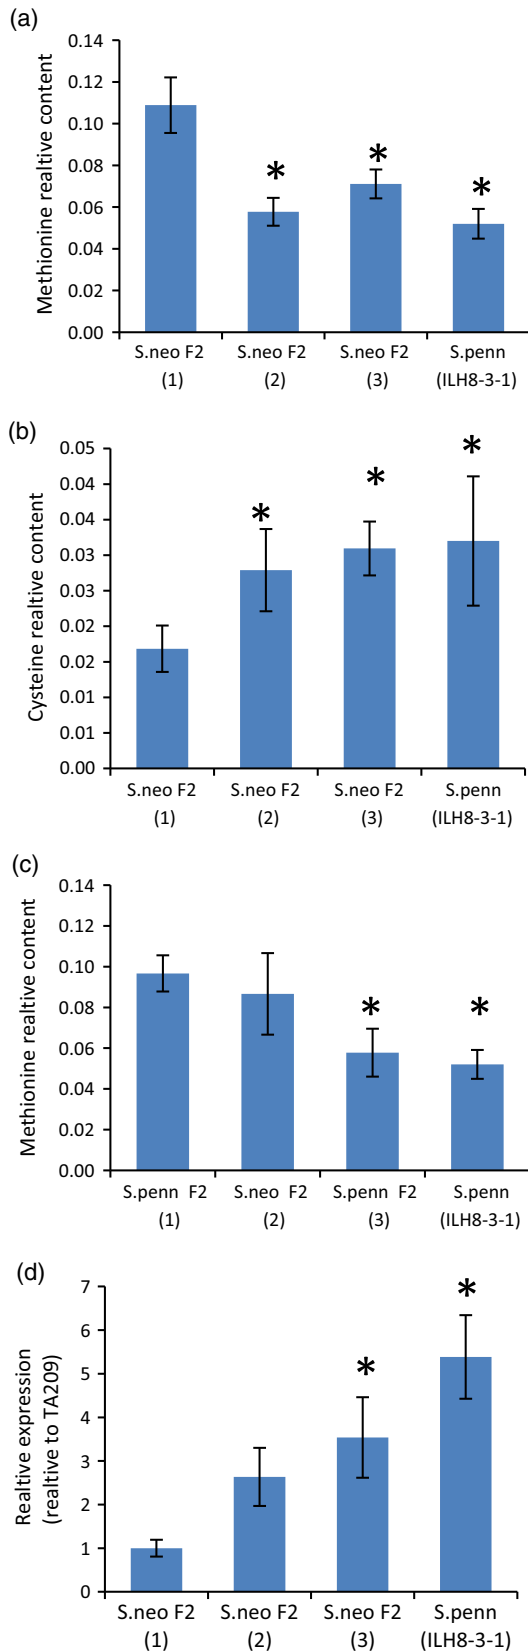 (a)
Methionine realtive content
0.14
0.12
0.10
0.08
0.06
0.04
0.02
0.00
* * *
S.neo F2 S.neo F2 S.neo F2 S.penn
(1) (2) (3) (ILH8-3-1)
(b)
Cysteine realtive content
0.05
0.04
0.04
0.03
0.03
0.02
0.02
0.01
0.01
0.00
* * *
S.neo F2 S.neo F2 S.neo F2 S.penn
(1) (2) (3) (ILH8-3-1)
(c)
Methionine realtive content
0.14
0.12
0.10
0.08
0.06
0.04
0.02
0.00
* *
S.penn F2 S.neo F2 S.penn F2 S.penn
(1) (2) (3) (ILH8-3-1)
(d)
Realtive expression
(realtive to TA209)
7
6
5
4
3
2
1
0
* *
S.neo F2 S.neo F2 S.neo F2 S.penn
(1) (2) (3) (ILH8-3-1)